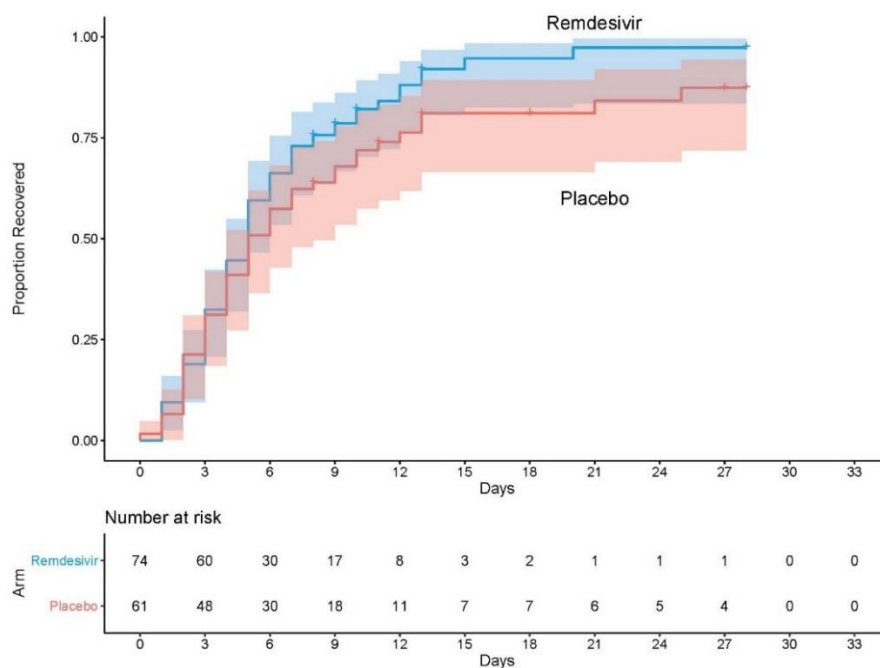 Remdesivir
1.00
0.75
Placebo
Proportion Recovered
0.50
0.25
0.00
0 3 6 9 12 15 18 21 24 27 30 33
Days
Number at risk
Arm
Remdesivir 74 60 30 17 8 3 2 1 1 1 0 0
Placebo 61 48 30 18 11 7 7 6 5 4 0 0
0 3 6 9 12 15 18 21 24 27 30 33
Days